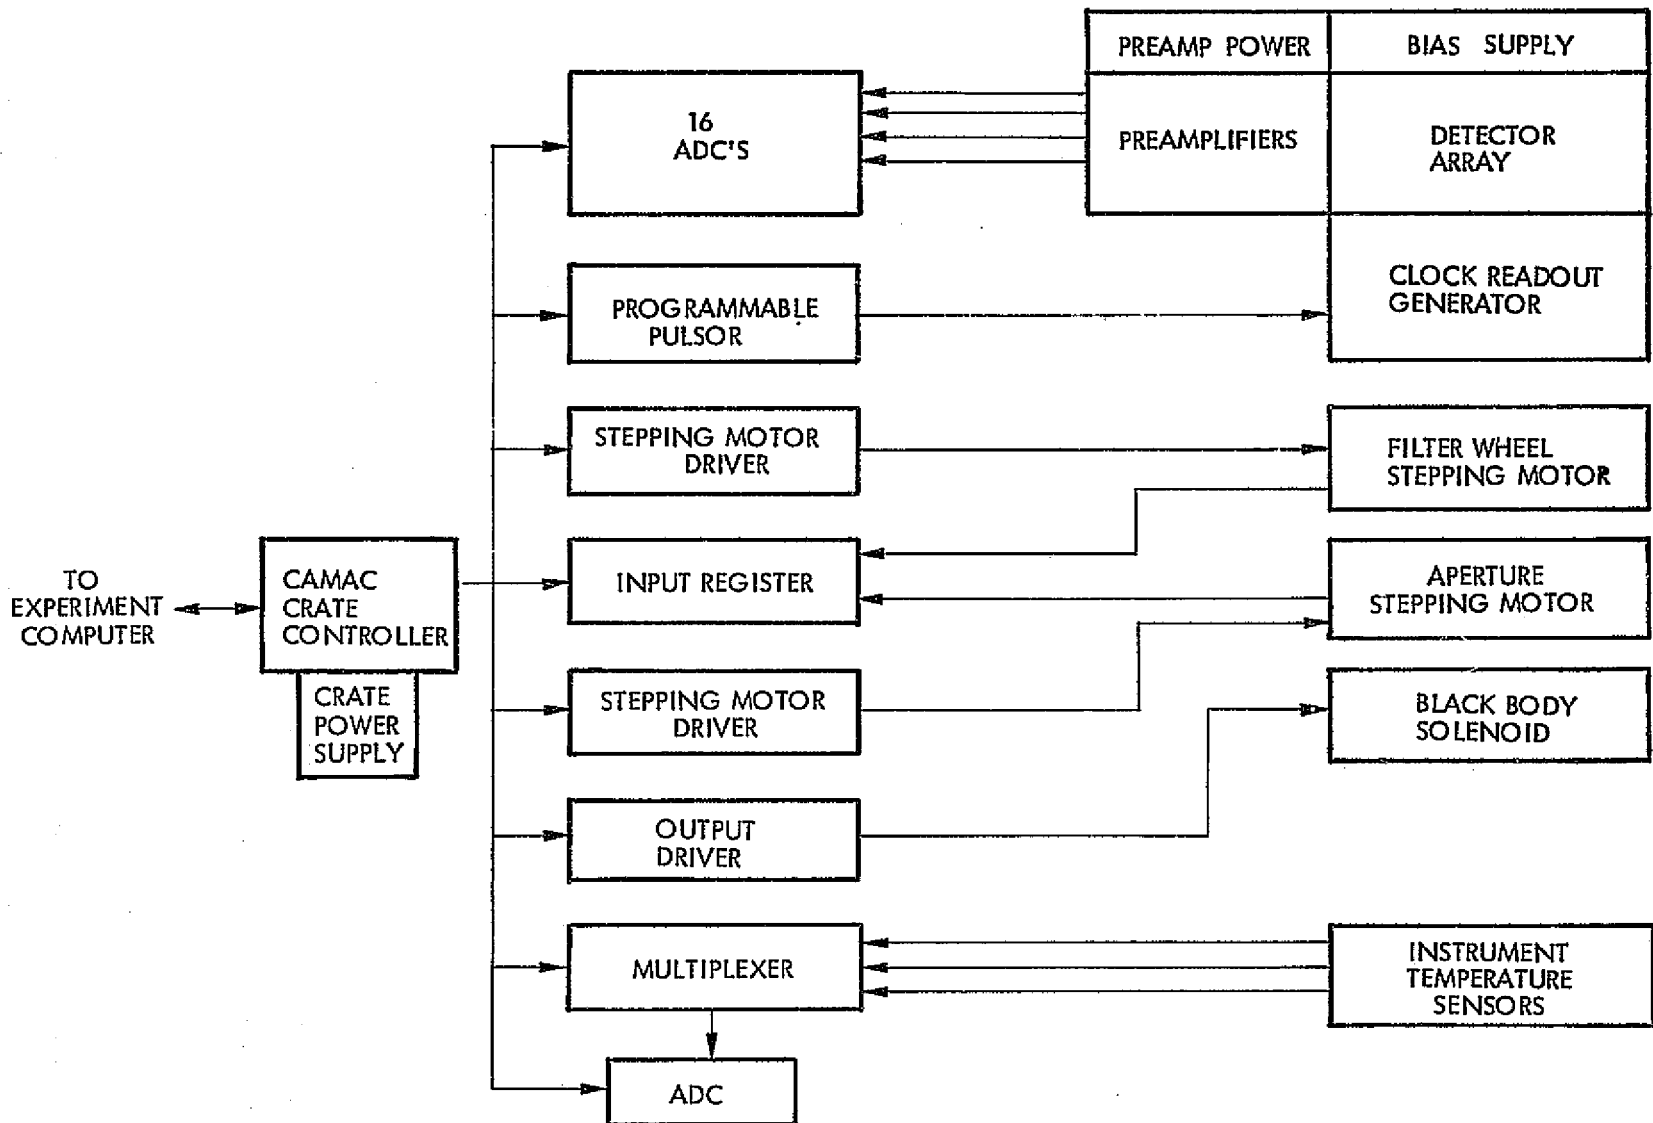 PREAMP POWER
BIAS SUPPLY
16
ADC'S
PREAMPLIFIERS
DETECTOR
ARRAY
PROGRAMMABLE
PULSOR
CLOCK READOUT
GENERATOR
STEPPING MOTOR
DRIVER
FILTER WHEEL
STEPPING MOTOR
TO
EXPERIMENT
COMPUTER
CAMAC
CRATE
CONTROLLER
CRATE
POWER
SUPPLY
INPUT REGISTER
APERTURE
STEPPING MOTOR
STEPPING MOTOR
DRIVER
BLACK BODY
SOLENOID
OUTPUT
DRIVER
MULTIPLEXER
INSTRUMENT
TEMPERATURE
SENSORS
ADC